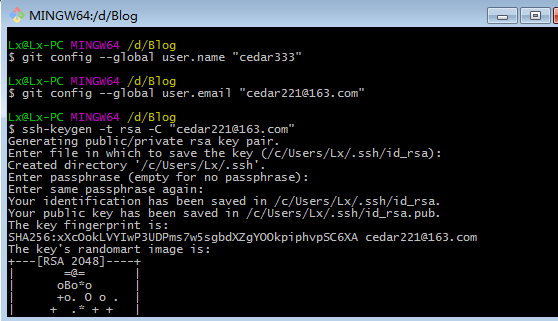 MINGW64:/d/Blog
Lx@Lx-PC MINGW64 /d/Blog
$ git config --global user.name "cedar333"
Lx@Lx-PC MINGW64 /d/Blog
$ git config --global user.email "cedar221@163.com"
Lx@Lx-PC MINGW64 /d/Blog
$ ssh-keygen -t rsa -C "cedar221@163.com"
Generating public/private rsa key pair.
Enter file in which to save the key (/c/Users/Lx/.ssh/id_rsa):
Created directory '/c/Users/Lx/.ssh'.
Enter passphrase (empty for no passphrase):
Enter same passphrase again:
Your identification has been saved in /c/Users/Lx/.ssh/id_rsa.
Your public key has been saved in /c/Users/Lx/.ssh/id_rsa.pub.
The key fingerprint is:
SHA256:xXcOokLVYIwP3UDPms7w5sgbdXZgYOOkpiphvpSC6XA cedar221@163.com
The key's randomart image is:
+---[RSA 2048]----+
|      =@=        |
|     oBo*o       |
|     +o. O o .   |
|    +  .* + +    |